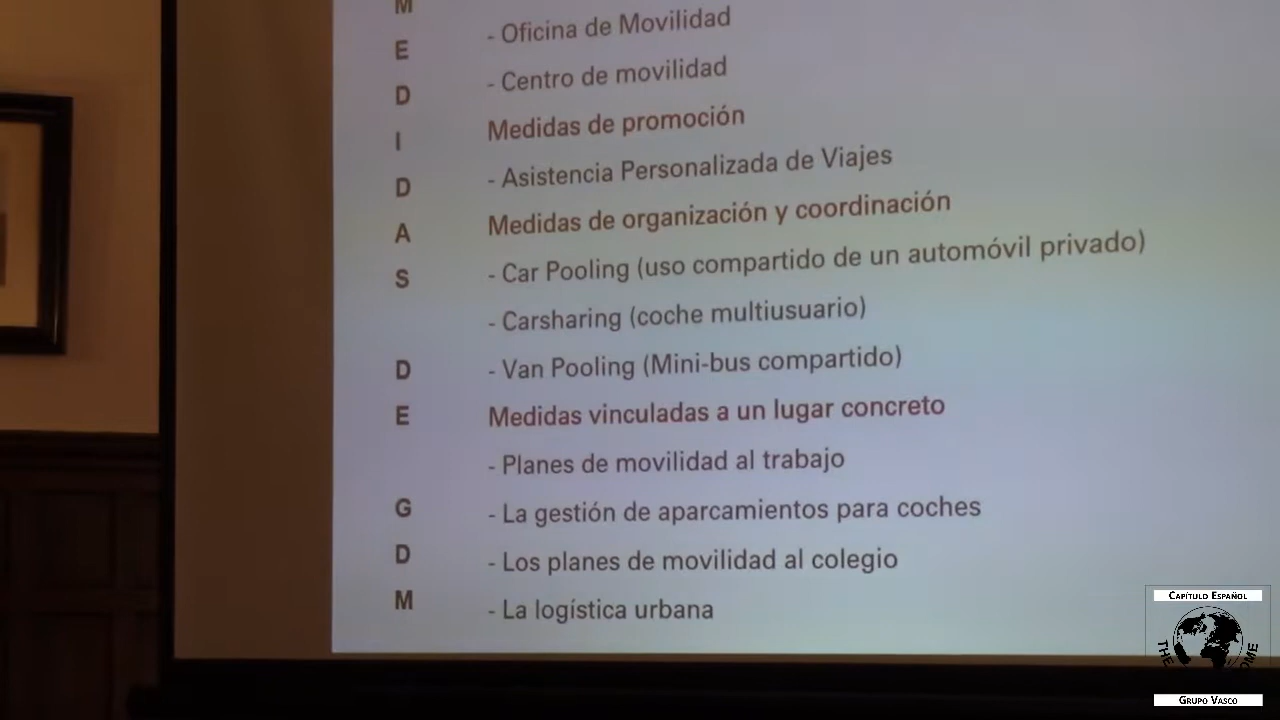 M
E
D
I
D
A
S
D
E
G
D
M
- Oficina de Movilidad
- Centro de movilidad
Medidas de promoción
- Asistencia Personalizada de Viajes
Medidas de organización y coordinación
- Car Pooling (uso compartido de un automóvil privado)
- Carsharing (coche multiusuario)
- Van Pooling (Mini-bus compartido)
Medidas vinculadas a un lugar concreto
- Planes de movilidad al trabajo
- La gestión de aparcamientos para coches
- Los planes de movilidad al colegio
- La logística urbana
Capítulo Español
THE
Grupo Vasco